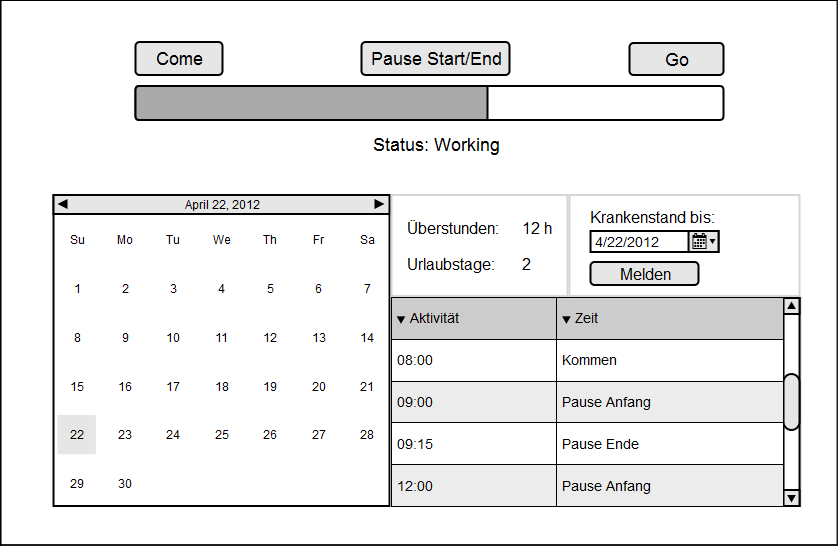 Come Pause Start/End Go
Status: Working
April 22, 2012
Su Mo Tu We Th Fr Sa
1 2 3 4 5 6 7
8 9 10 11 12 13 14
15 16 17 18 19 20 21
22 23 24 25 26 27 28
29 30
Überstunden: 12 h
Urlaubstage: 2
Krankenstand bis:
4/22/2012
Melden
Aktivität Zeit
08:00 Kommen
09:00 Pause Anfang
09:15 Pause Ende
12:00 Pause Anfang